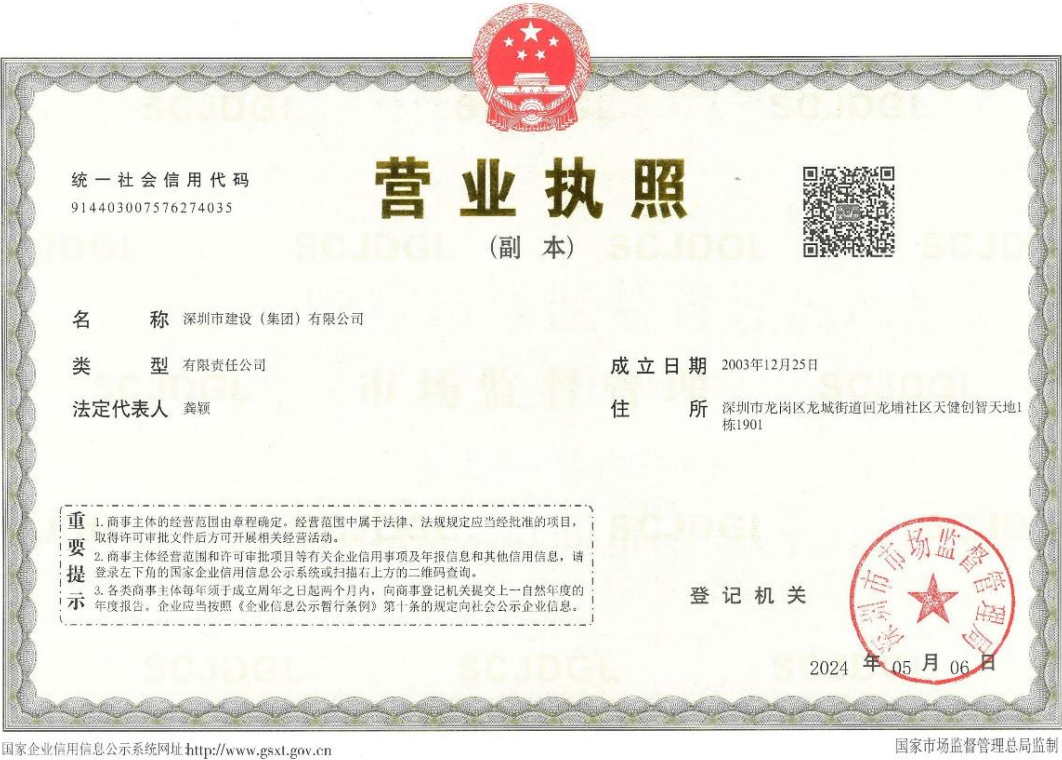 统一社会信用代码
914403007576274035
营业执照
(副 本)
名 称 深圳市建设（集团）有限公司
类 型 有限责任公司
成立日期 2003年12月25日
法定代表人 龚颖
住 所 深圳市龙岗区龙城街道回龙埔社区天健创智天地1
栋1901
重要提示
1. 商事主体的经营范围由章程确定。经营范围中属于法律、法规规定应当经批准的项目，
取得许可审批文件后方可开展相关经营活动。
2. 商事主体经营范围和许可审批项目等有关企业信用事项及年报信息和其他信用信息，请
登录左下角的国家企业信用信息公示系统或扫描右上方的二维码查询。
3. 各类商事主体每年须于成立周年之日起两个月内，向商事登记机关提交上一自然年度的
年度报告。企业应当按照《企业信息公示暂行条例》第十条的规定向社会公示企业信息。
登记机关
深圳市市场监督管理局
2024 年 05 月 06 日
国家企业信用信息公示系统网址:http://www.gsxt.gov.cn
国家市场监督管理总局监制
SCJDGL
市场监督管理